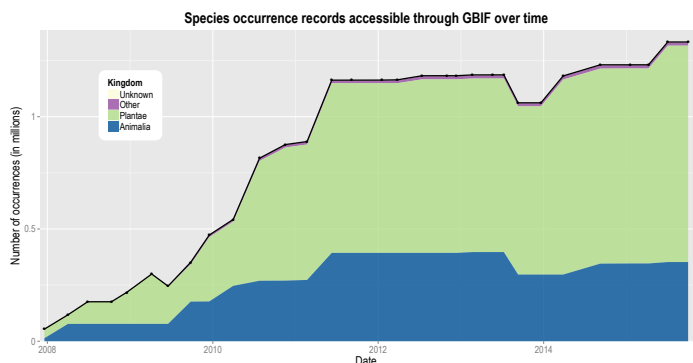 Species occurrence records accessible through GBIF over time
Number of occurrences (in millions)
Kingdom
Unknown
Other
Plantae
Animalia
1
0.5
0
2008
2010
2012
2014
Date